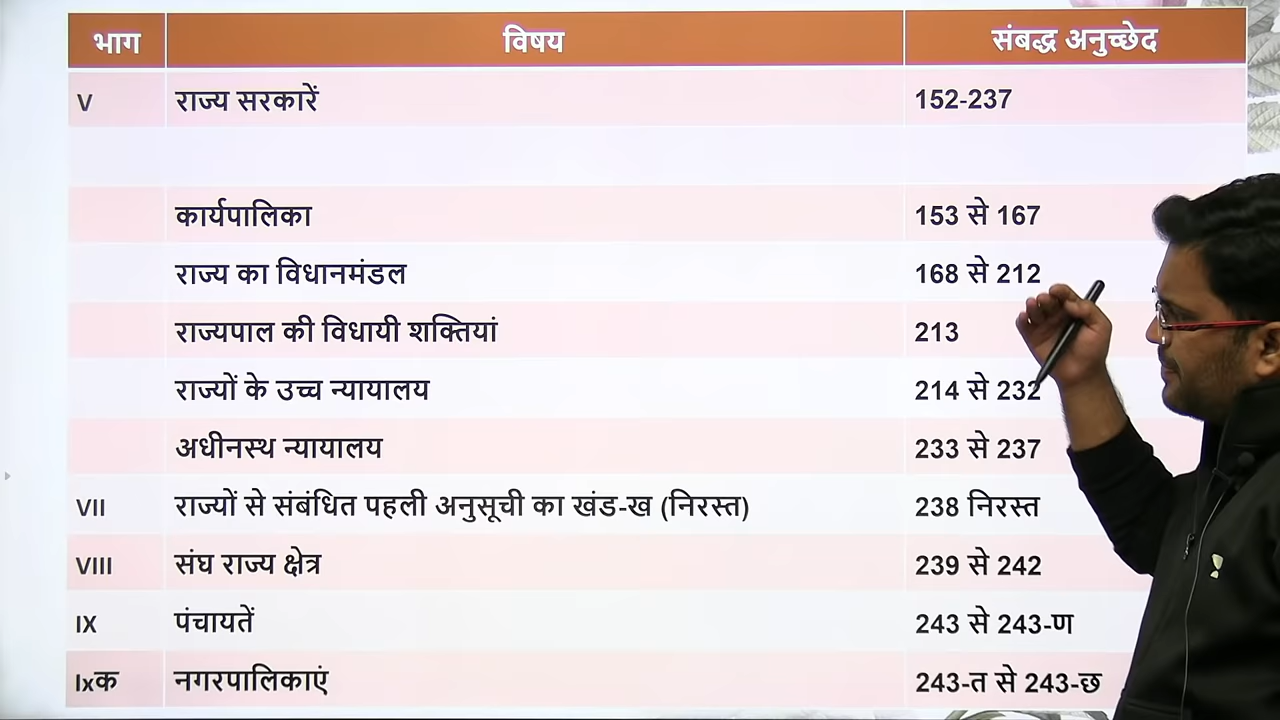 भाग विषय संबद्ध अनुच्छेद
V राज्य सरकारें 152-237
कार्यपालिका 153 से 167
राज्य का विधानमंडल 168 से 212
राज्यपाल की विधायी शक्तियां 213
राज्यों के उच्च न्यायालय 214 से 232
अधीनस्थ न्यायालय 233 से 237
VII राज्यों से संबंधित पहली अनुसूची का खंड-ख (निरस्त) 238 निरस्त
VIII संघ राज्य क्षेत्र 239 से 242
IX पंचायतें 243 से 243-ण
Ixक नगरपालिकाएं 243-त से 243-छ